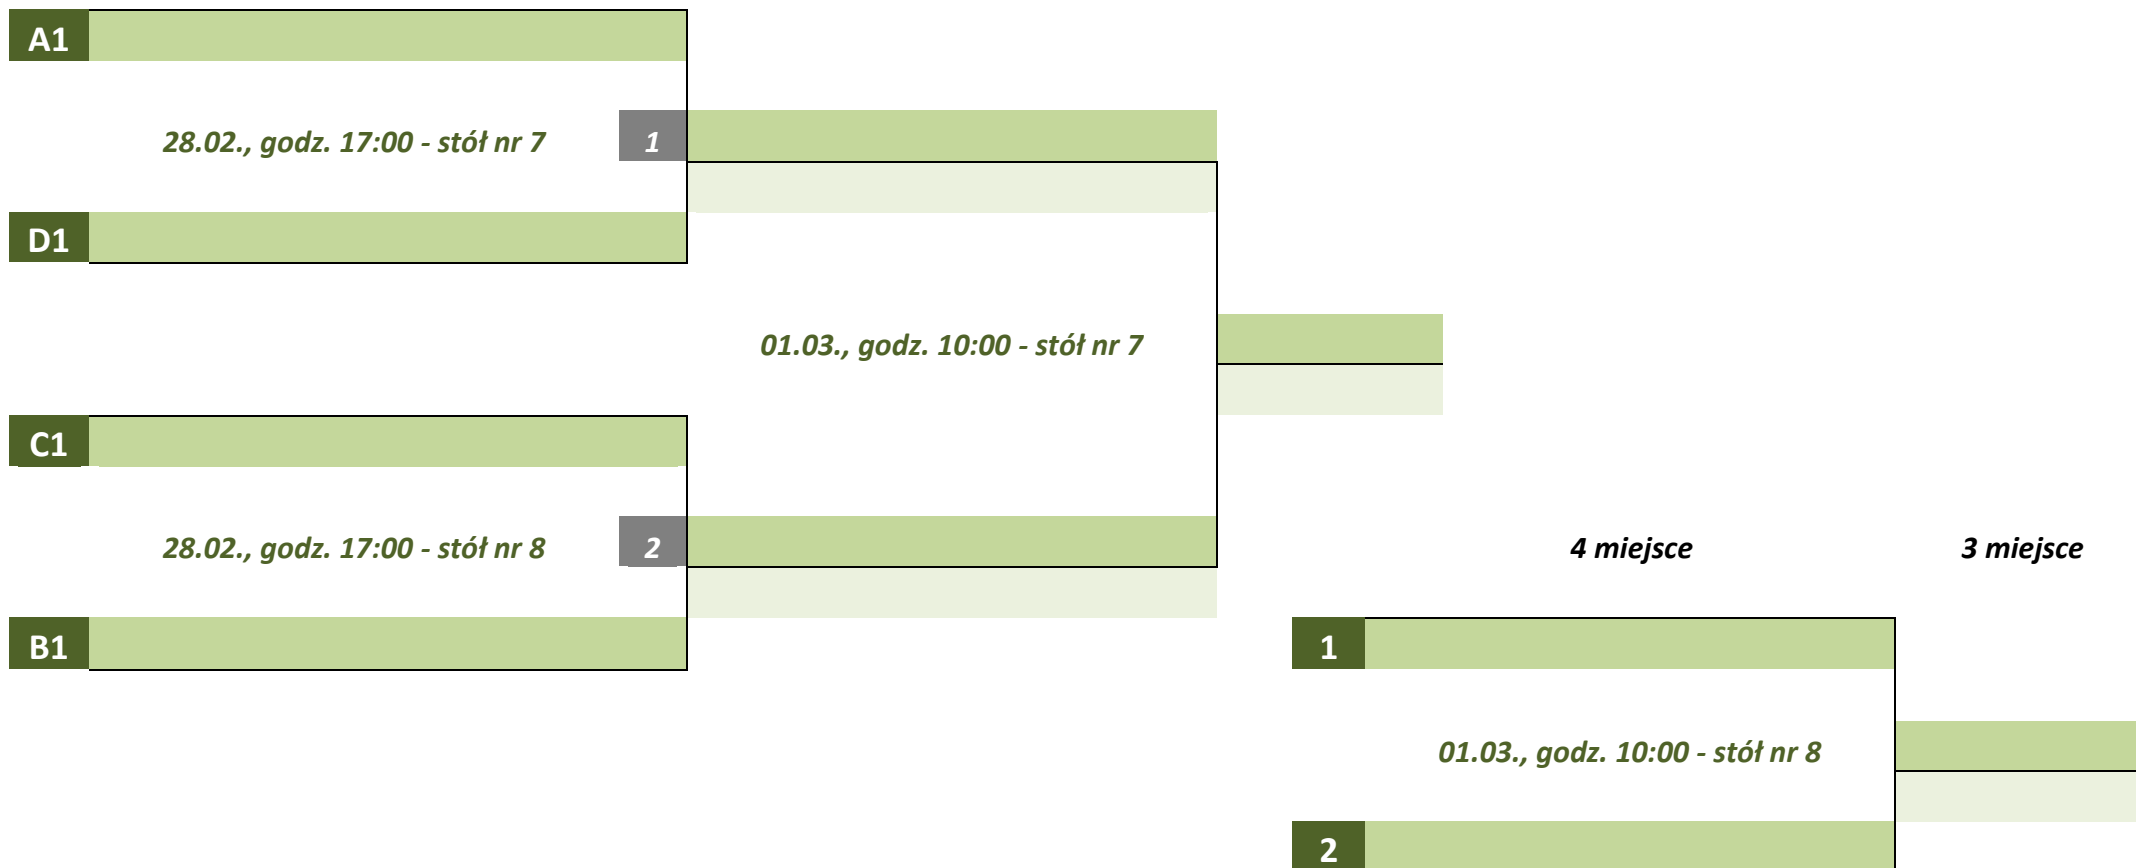 A1
28.02., godz. 17:00 - stół nr 7
1
D1
01.03., godz. 10:00 - stół nr 7
C1
28.02., godz. 17:00 - stół nr 8
2
4 miejsce
3 miejsce
B1
1
01.03., godz. 10:00 - stół nr 8
2